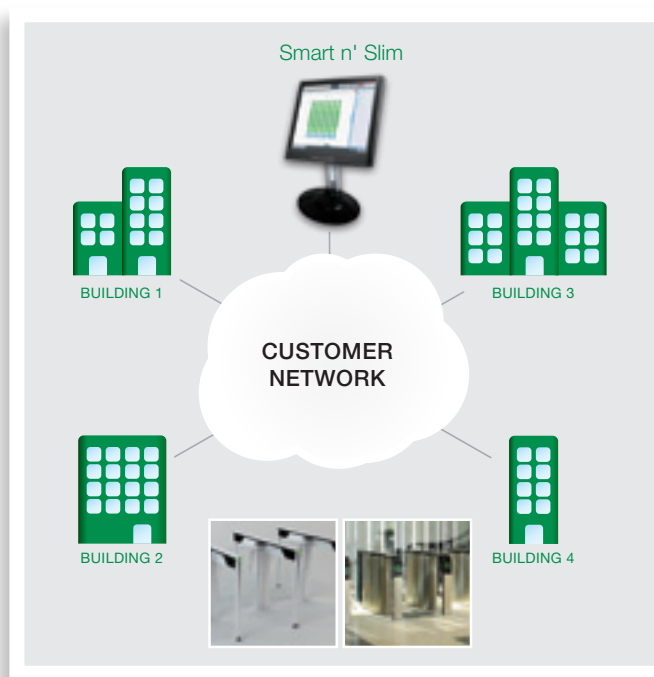 Smart n' Slim
BUILDING 1
BUILDING 3
CUSTOMER
NETWORK
BUILDING 2
BUILDING 4